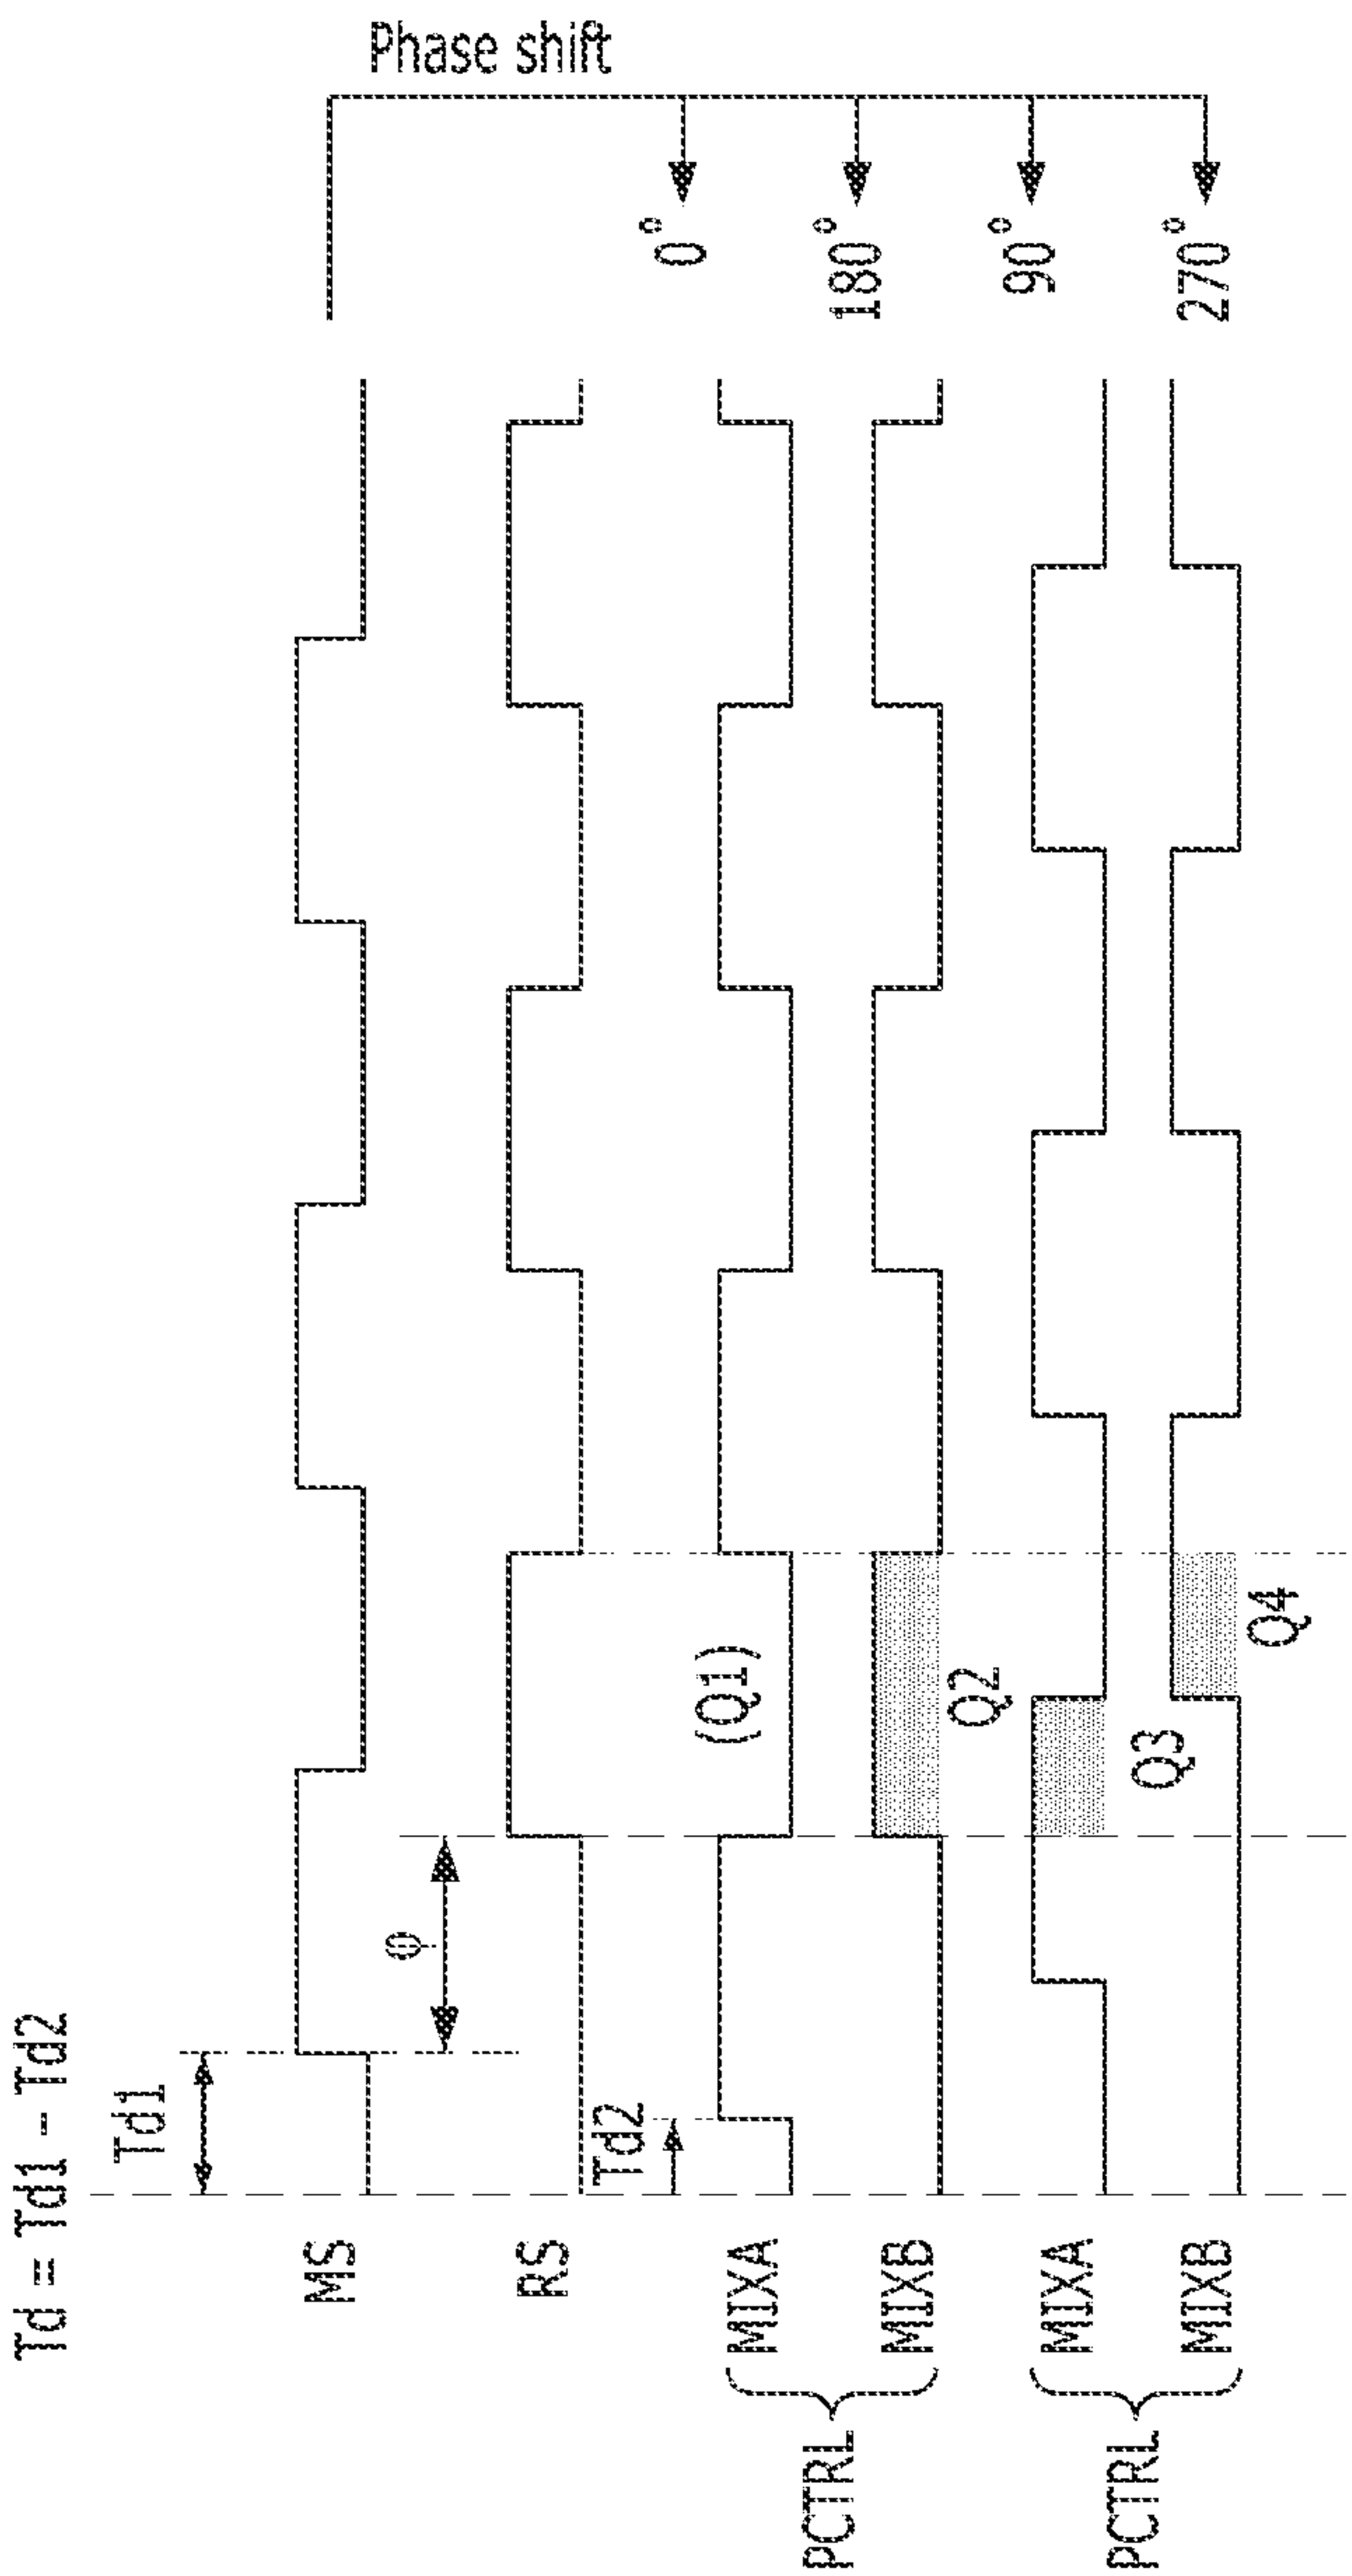 Td = Td1 - Td2
Td1
Phase shift
MS
φ
RS
Td2
0°
(Q1)
MIXA
180°
MIXB
PCTRL
Q2
90°
MIXA
Q3
270°
MIXB
PCTRL
Q4